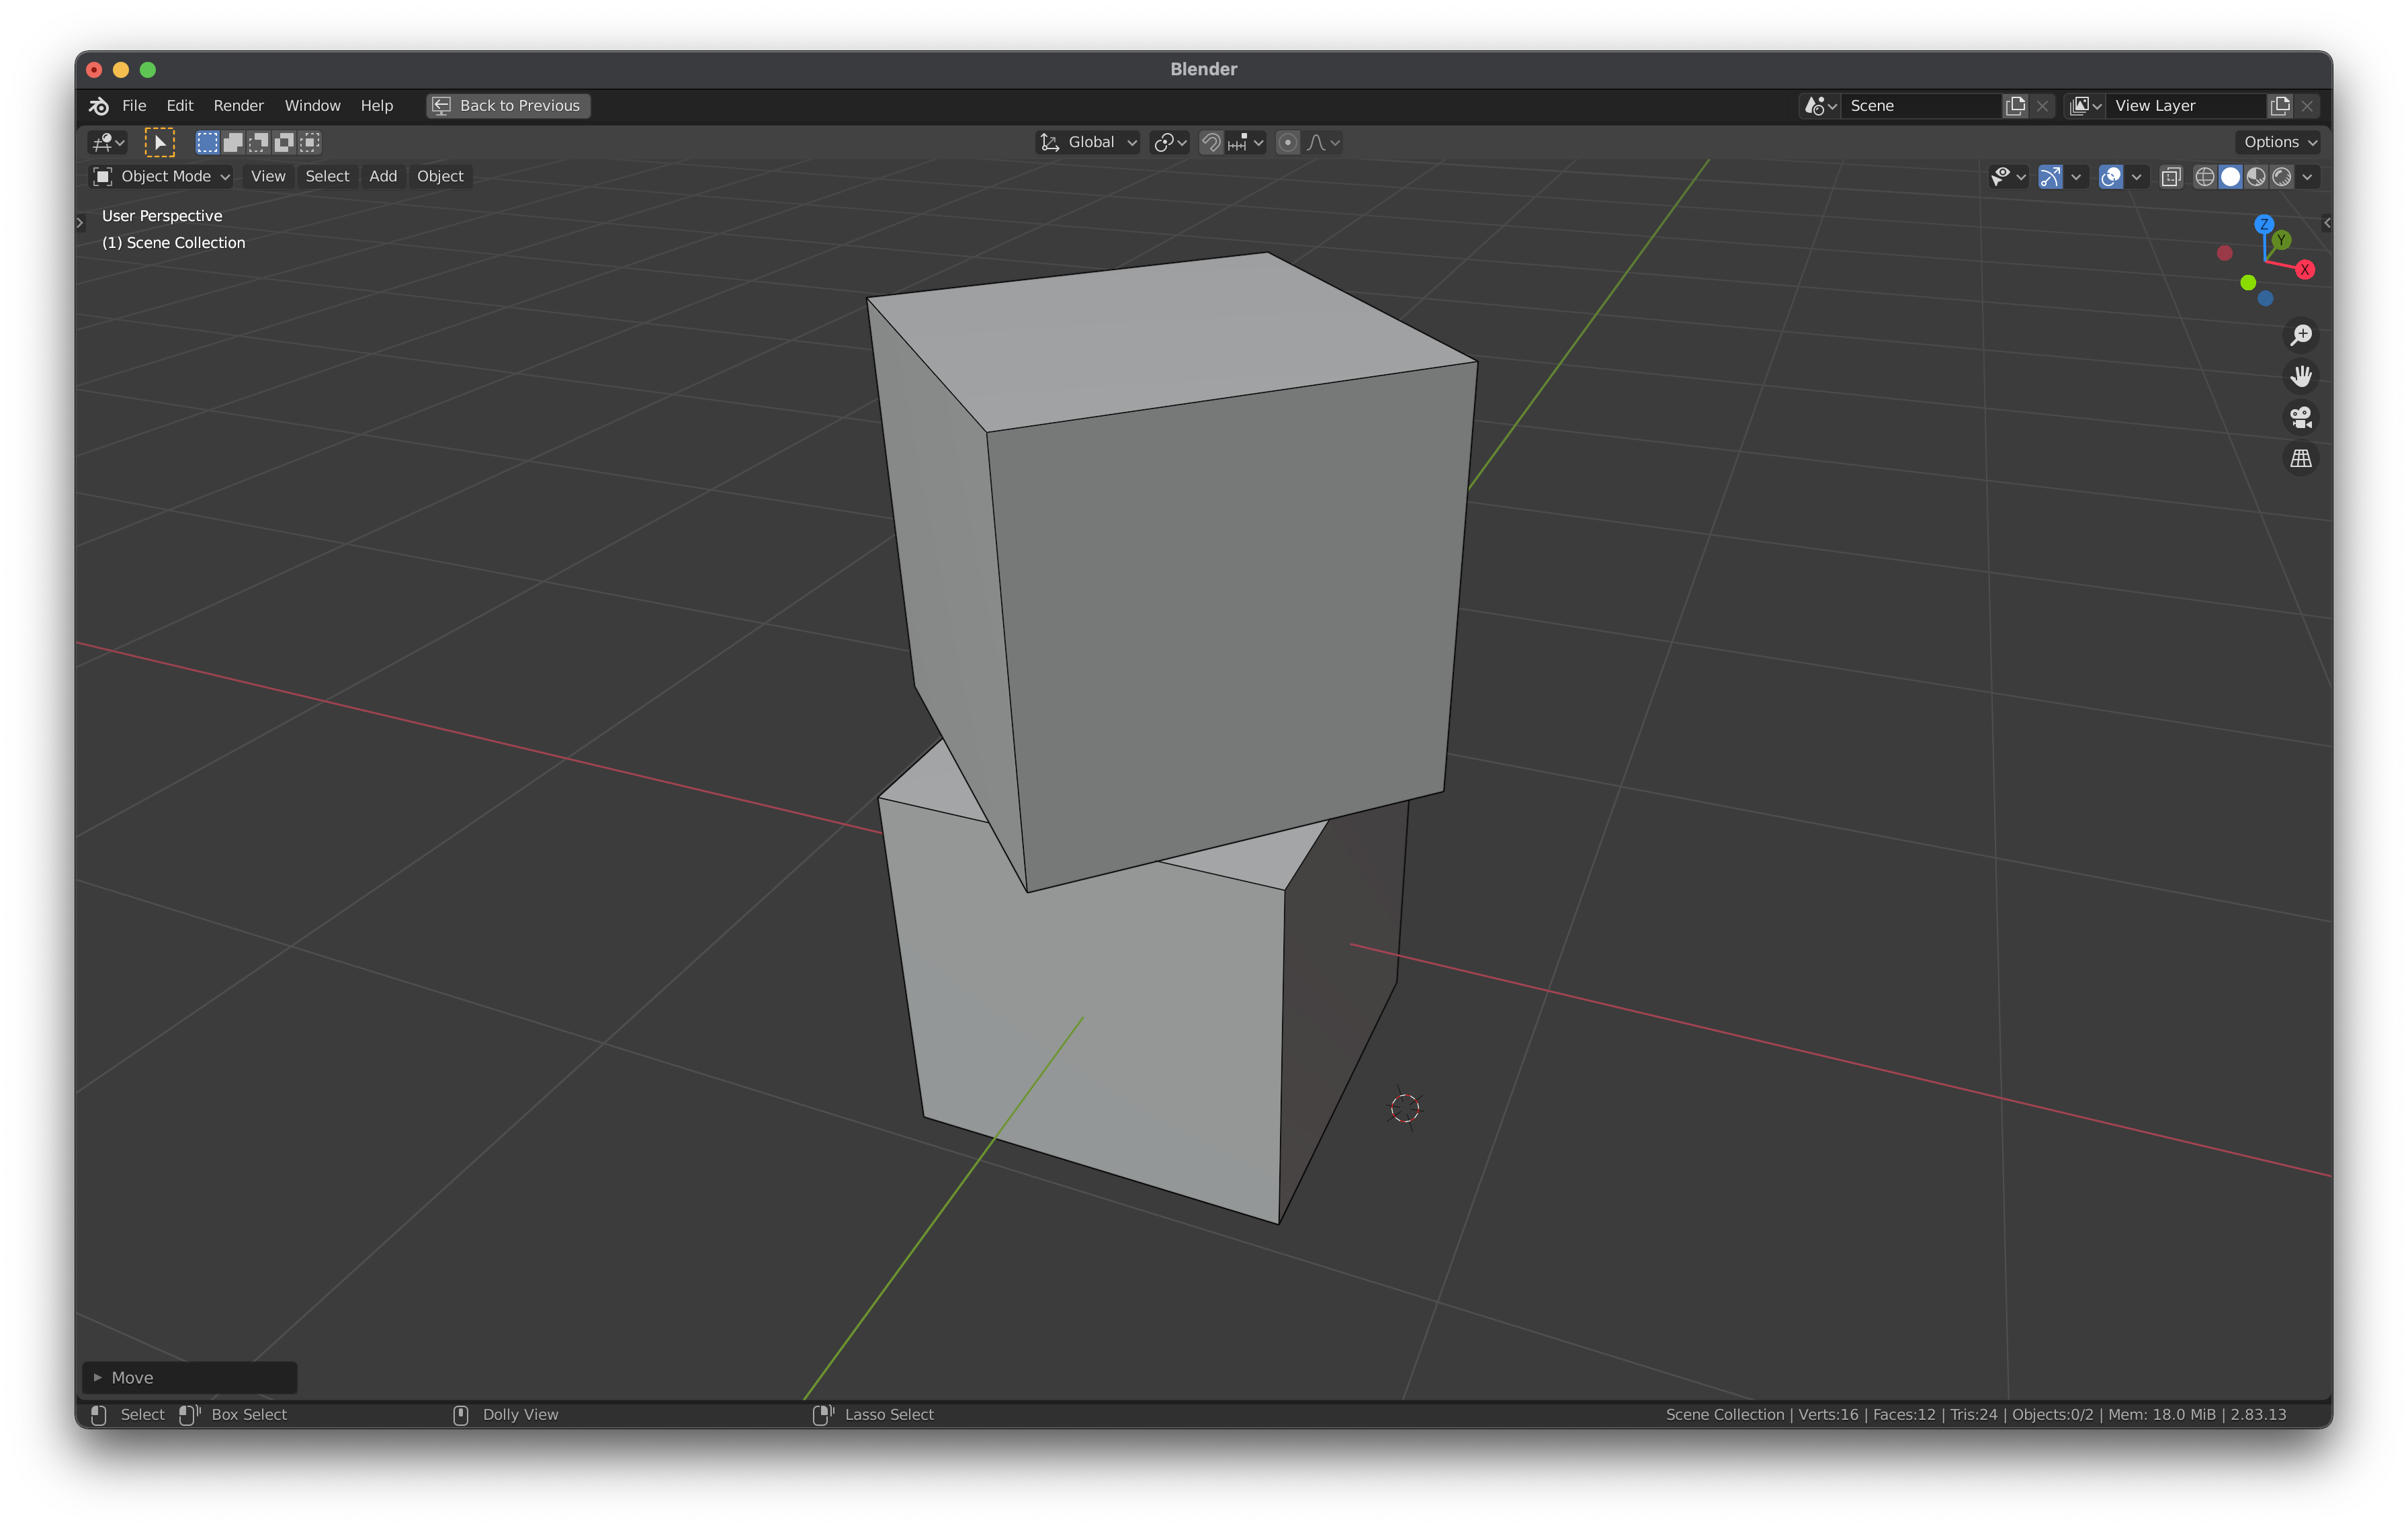 Blender
File Edit Render Window Help Back to Previous Scene View Layer
Global Options
Object Mode View Select Add Object
User Perspective
(1) Scene Collection
Z
Y
X
Move
Select Box Select Dolly View Lasso Select Scene Collection | Verts:16 | Faces:12 | Tris:24 | Objects:0/2 | Mem: 18.0 MiB | 2.83.13